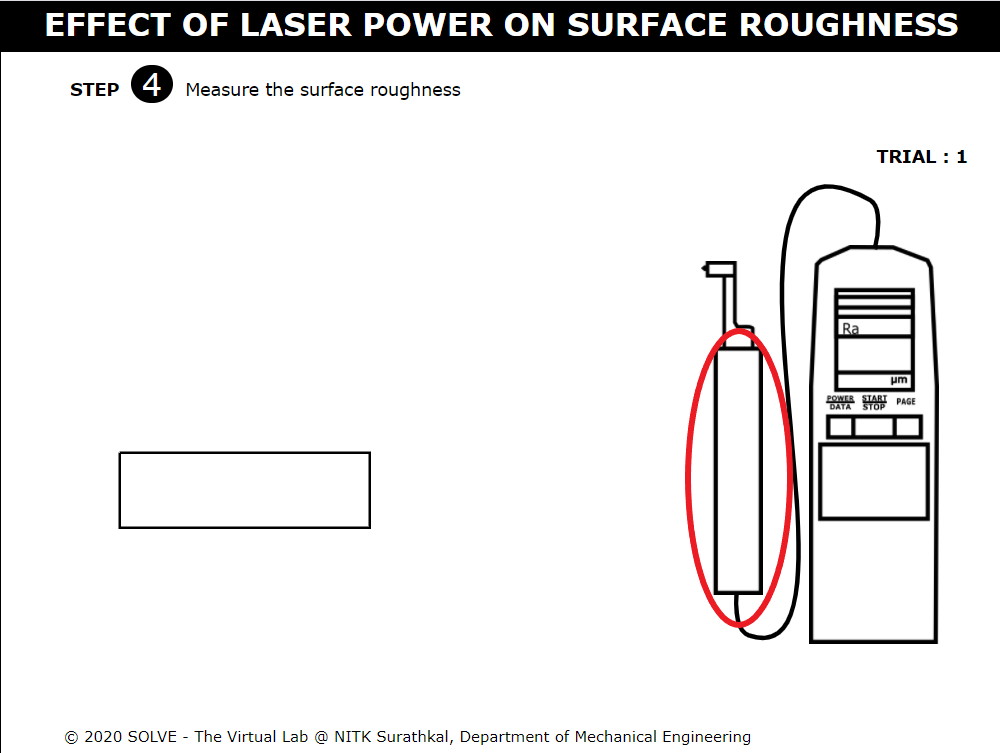 EFFECT OF LASER POWER ON SURFACE ROUGHNESS
STEP 4 Measure the surface roughness
TRIAL : 1
Ra
µm
POWER START PAGE
DATA STOP
© 2020 SOLVE - The Virtual Lab @ NITK Surathkal, Department of Mechanical Engineering